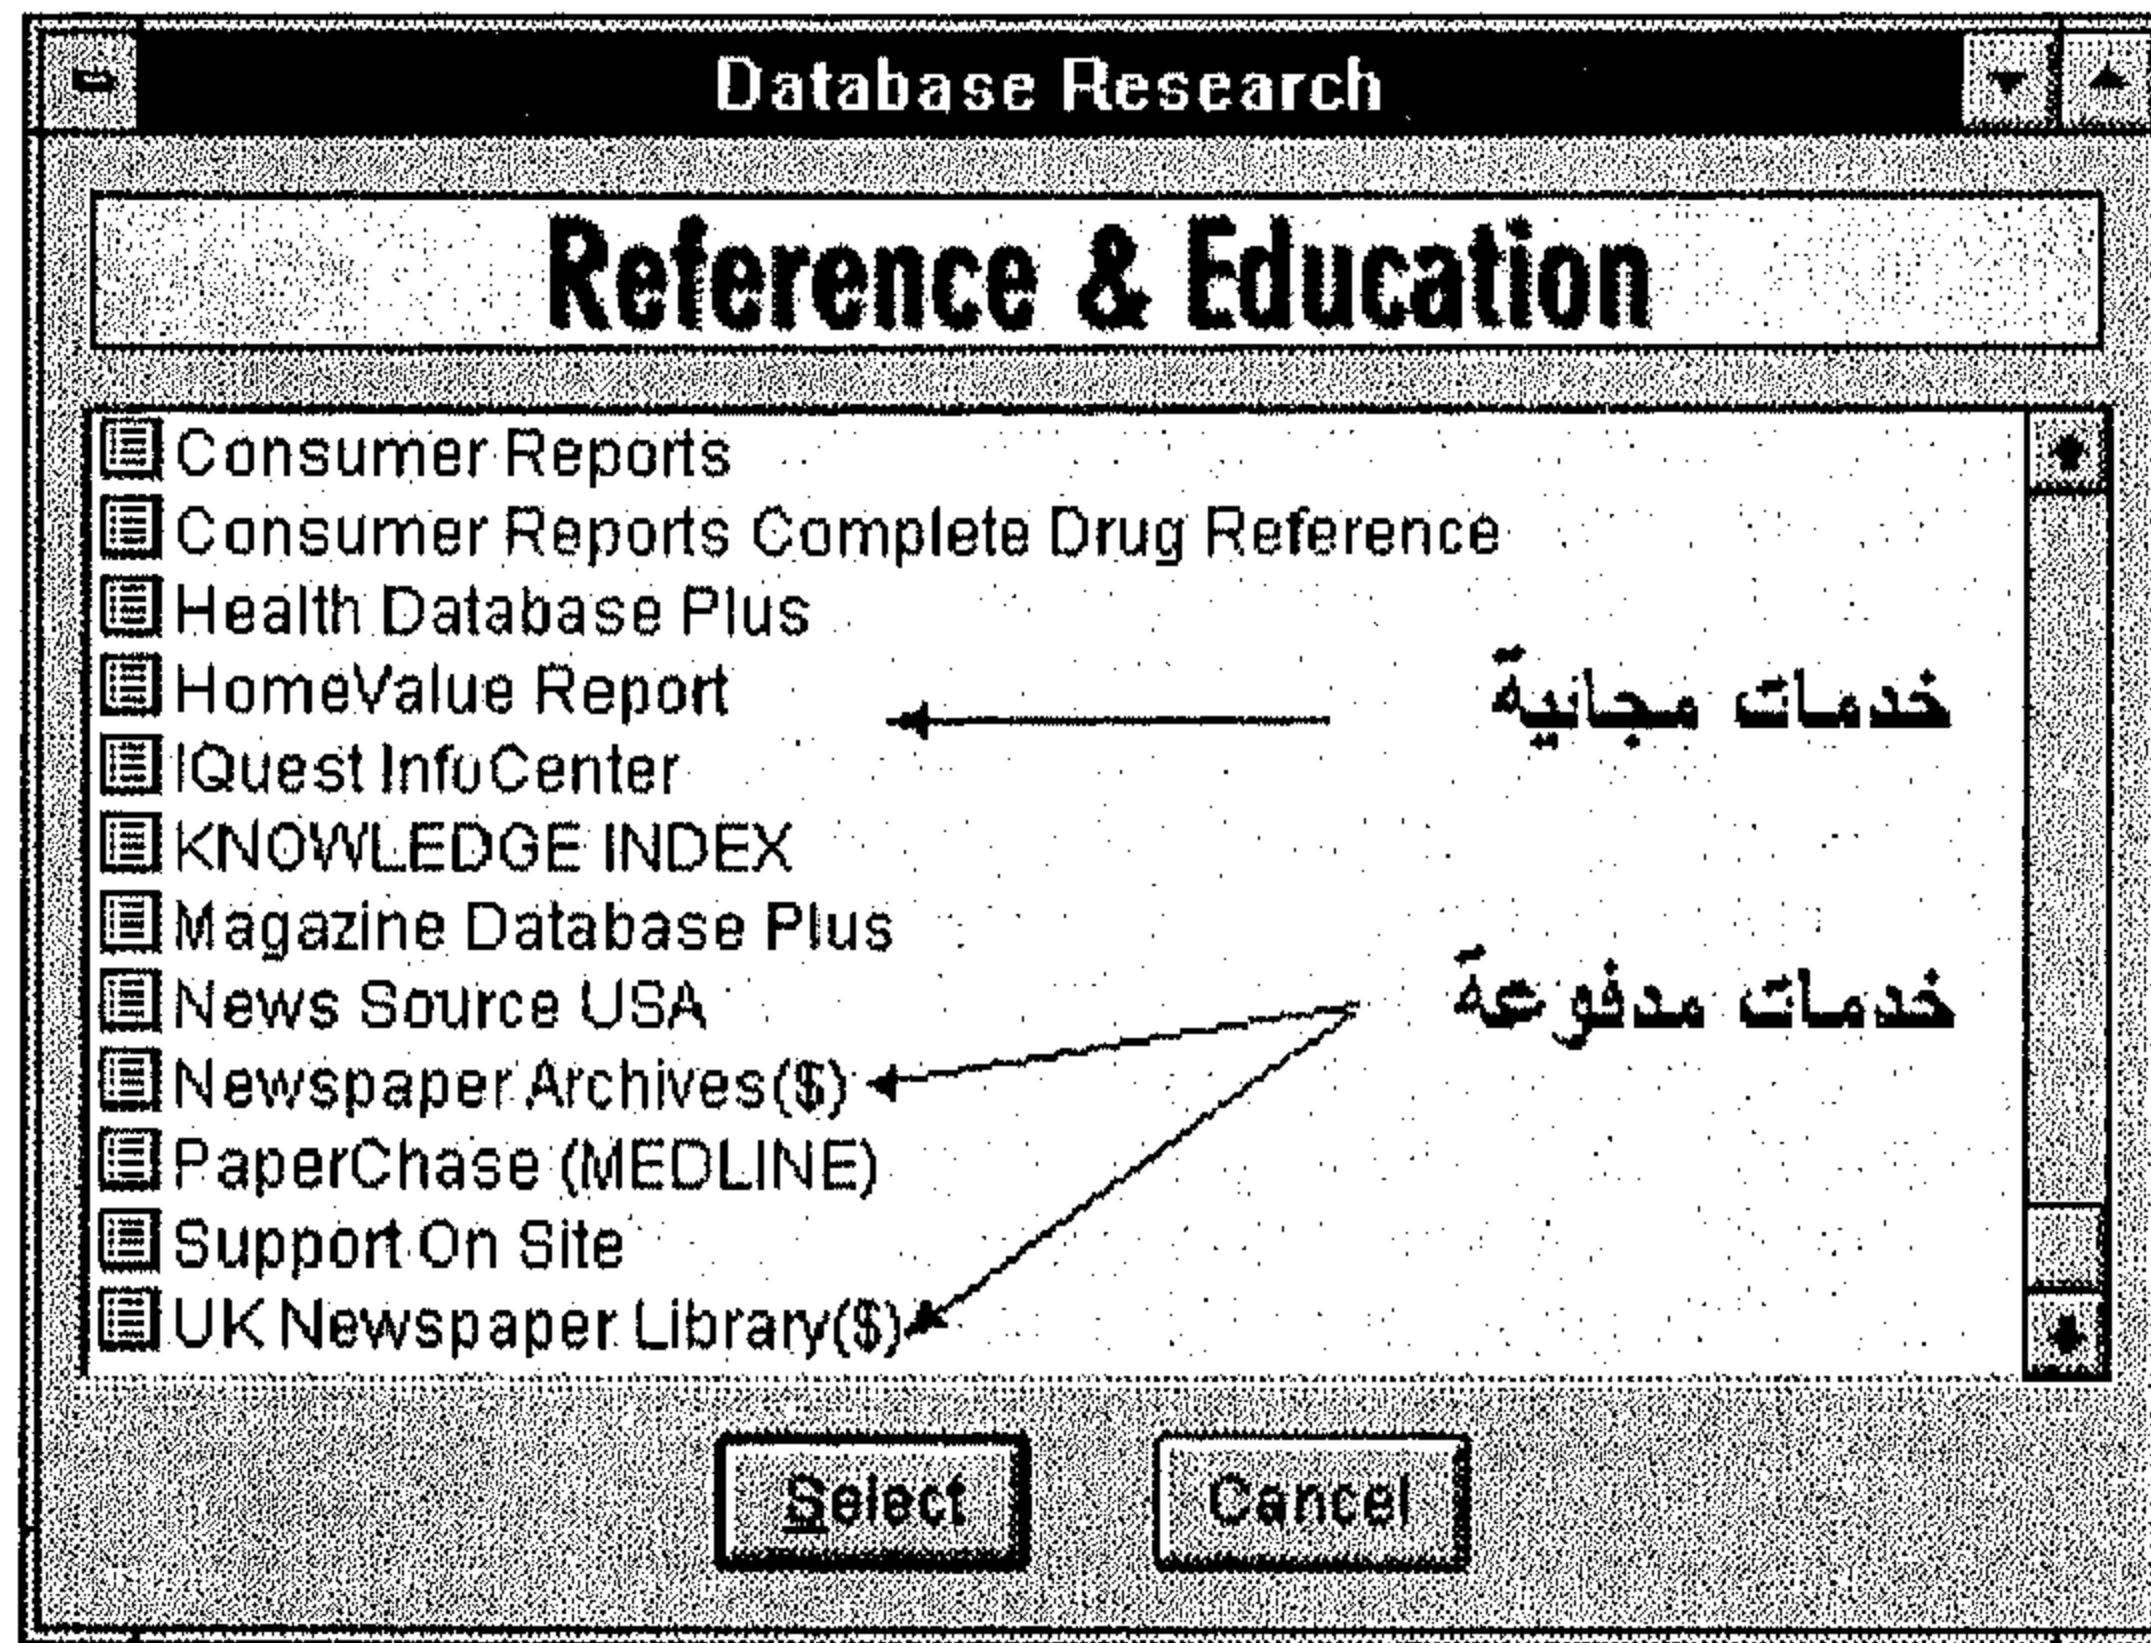 Database Research
Reference & Education
Consumer Reports
Consumer Reports Complete Drug Reference
Health Database Plus
HomeValue Report
خدمات مجانية
IQuest InfoCenter
KNOWLEDGE INDEX
Magazine Database Plus
News Source USA
خدمات مدفوعة
Newspaper Archives($)
PaperChase (MEDLINE)
Support On Site
UK Newspaper Library($)
Select
Cancel